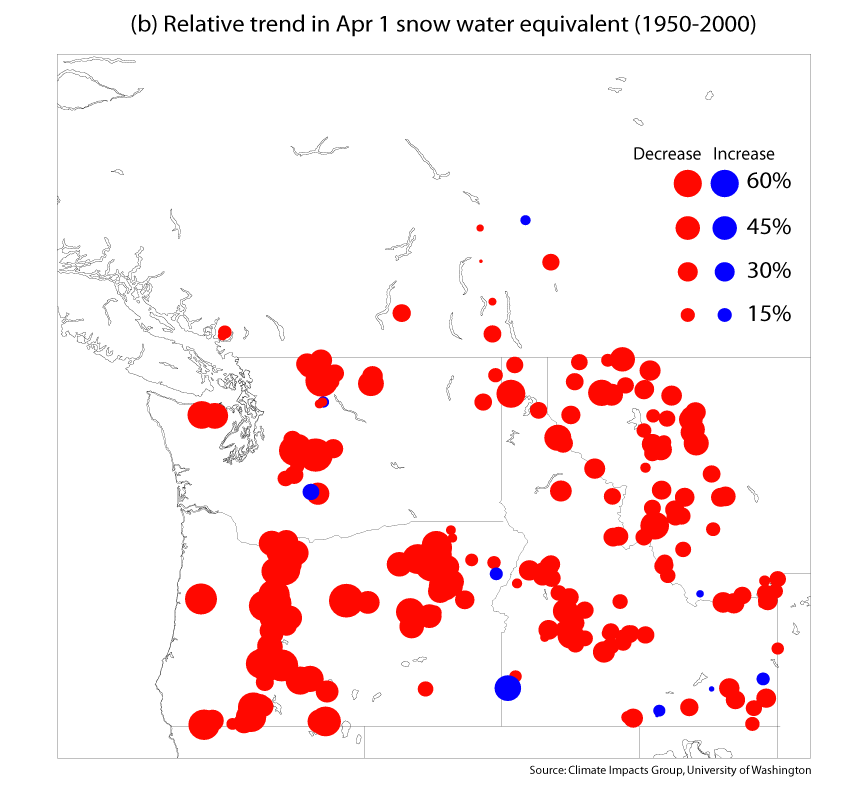 (b) Relative trend in Apr 1 snow water equivalent (1950-2000)
Decrease Increase
60%
45%
30%
15%
Source: Climate Impacts Group, University of Washington